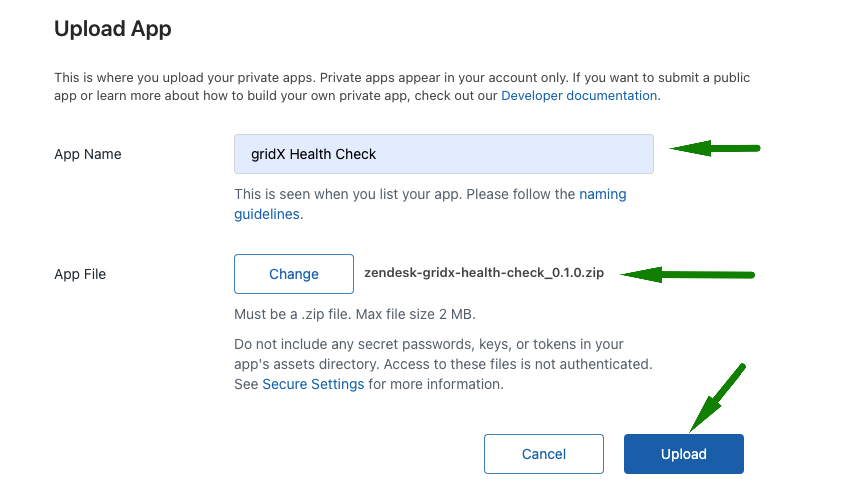 Upload App
This is where you upload your private apps. Private apps appear in your account only. If you want to submit a public
app or learn more about how to build your own private app, check out our Developer documentation.
App Name
gridX Health Check
This is seen when you list your app. Please follow the naming
guidelines.
App File
Change
zendesk-gridx-health-check_0.1.0.zip
Must be a .zip file. Max file size 2 MB.
Do not include any secret passwords, keys, or tokens in your
app's assets directory. Access to these files is not authenticated.
See Secure Settings for more information.
Cancel
Upload